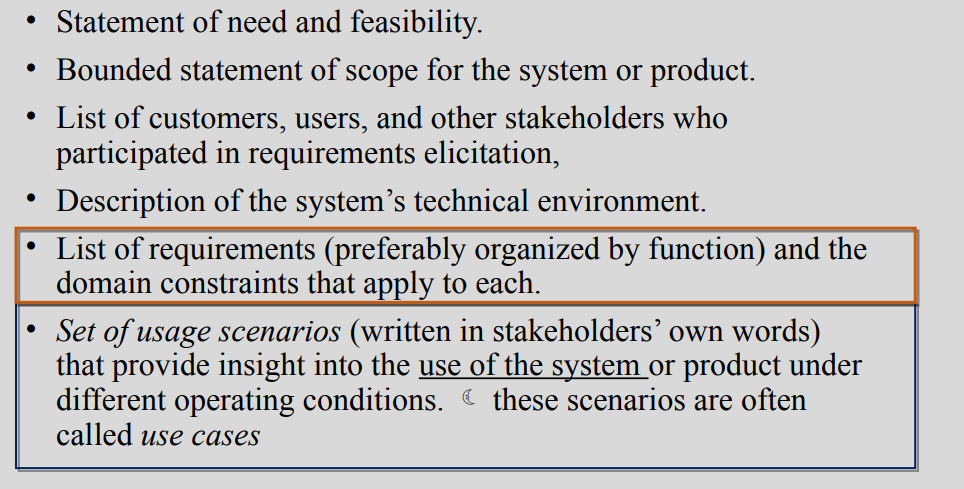 • Statement of need and feasibility.
• Bounded statement of scope for the system or product.
• List of customers, users, and other stakeholders who
participated in requirements elicitation,
• Description of the system’s technical environment.
• List of requirements (preferably organized by function) and the
domain constraints that apply to each.
• Set of usage scenarios (written in stakeholders’ own words)
that provide insight into the use of the system or product under
different operating conditions. ☾ these scenarios are often
called use cases